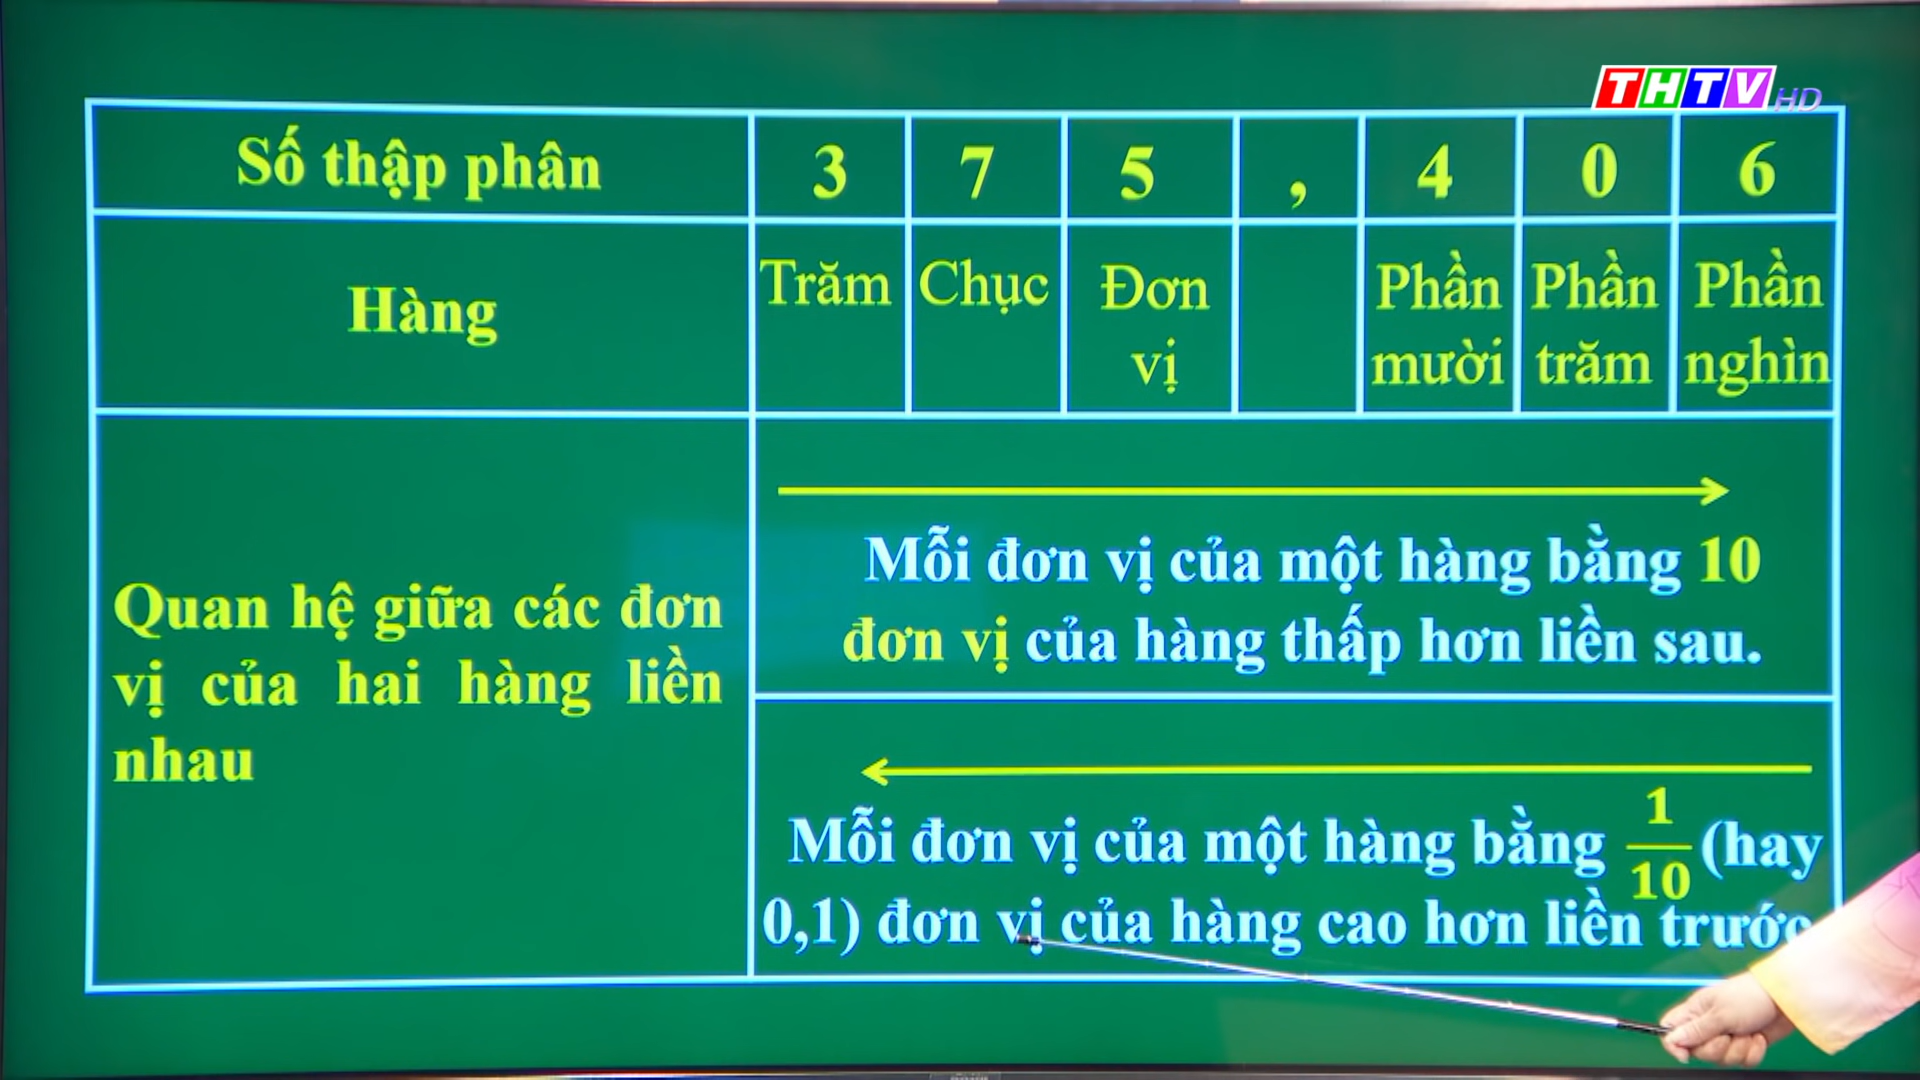 THTV HD
Số thập phân 3 7 5 , 4 0 6
Hàng Trăm Chục Đơn vị Phần mười Phần trăm Phần nghìn
Quan hệ giữa các đơn
vị của hai hàng liền
nhau
Mỗi đơn vị của một hàng bằng 10
đơn vị của hàng thấp hơn liền sau.
Mỗi đơn vị của một hàng bằng 1/10 (hay
0,1) đơn vị của hàng cao hơn liền trước